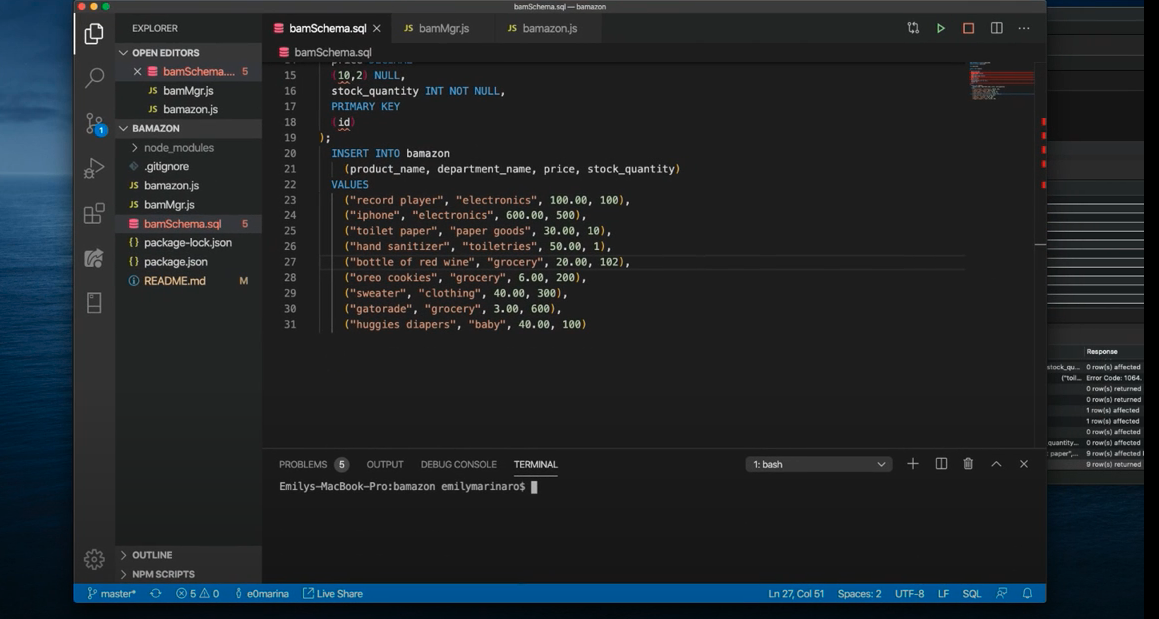 bamSchema.sql — bamazon
EXPLORER
OPEN EDITORS
bamSchema.... 5
bamMgr.js
bamazon.js
BAMAZON
node_modules
.gitignore
JS bamazon.js
JS bamMgr.js
bamSchema.sql 5
{} package-lock.json
{} package.json
README.md M
OUTLINE
NPM SCRIPTS
bamSchema.sql
JS bamMgr.js
JS bamazon.js
bamSchema.sql
15 (10,2) NULL,
16 stock_quantity INT NOT NULL,
17 PRIMARY KEY
18 (id)
19 );
20 INSERT INTO bamazon
21 (product_name, department_name, price, stock_quantity)
22 VALUES
23 ("record player", "electronics", 100.00, 100),
24 ("iphone", "electronics", 600.00, 500),
25 ("toilet paper", "paper goods", 30.00, 10),
26 ("hand sanitizer", "toiletries", 50.00, 1),
27 ("bottle of red wine", "grocery", 20.00, 102),
28 ("oreo cookies", "grocery", 6.00, 200),
29 ("sweater", "clothing", 40.00, 300),
30 ("gatorade", "grocery", 3.00, 600),
31 ("huggies diapers", "baby", 40.00, 100)
PROBLEMS 5 OUTPUT DEBUG CONSOLE TERMINAL 1: bash
Emilys-MacBook-Pro:bamazon emilymarinaro$
master* 5 0 e0marina Live Share Ln 27, Col 51 Spaces: 2 UTF-8 LF SQL
Response
stock_qu... 0 row(s) affected
("toil... Error Code: 1064.
0 row(s) returned
0 row(s) returned
1 row(s) affected
1 row(s) affected
0 row(s) affected
quantity... 0 row(s) affected
paper",... 9 row(s) affected
9 row(s) returned